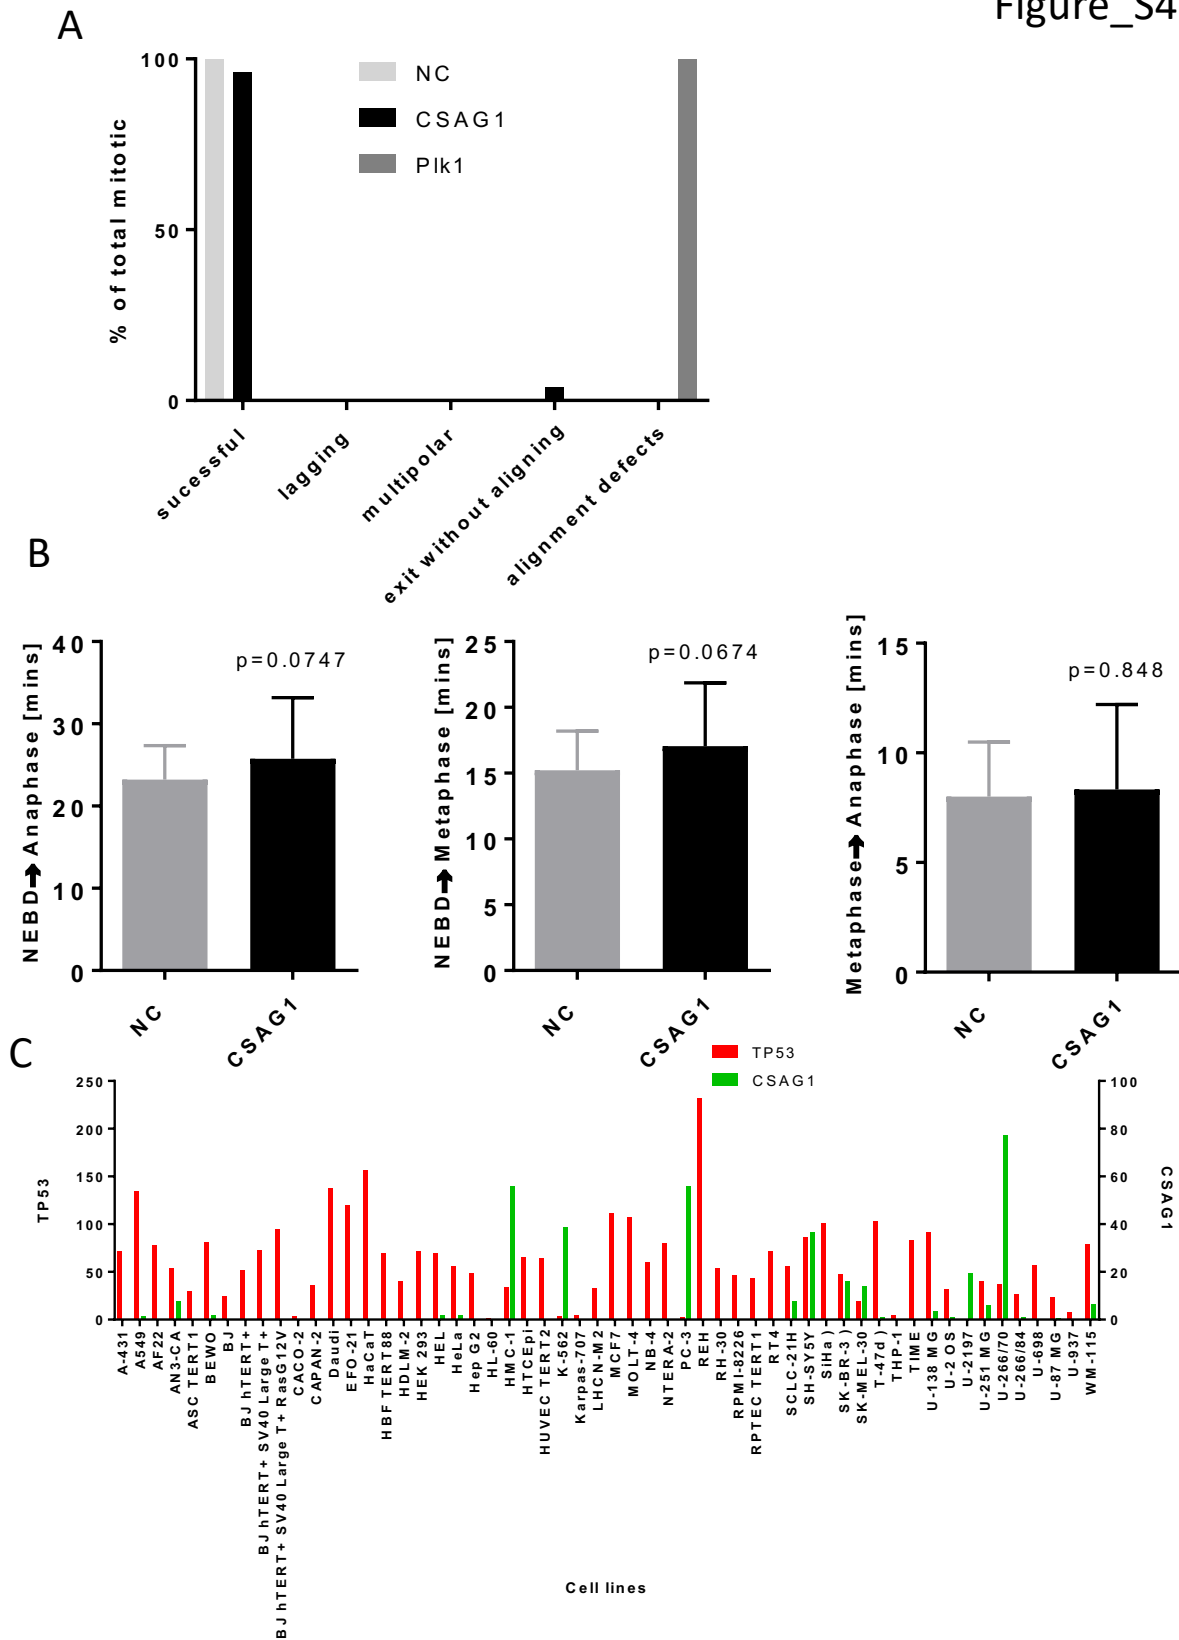 Figure_S4
A
% of total mitotic
100
50
0
NC
CSAG1
Plk1
sucessful
lagging
multipolar
exit without aligning
alignment defects
B
NEBD➔Anaphase [mins]
40
30
20
10
0
p=0.0747
NC
CSAG1
NEBD➔Metaphase [mins]
25
20
15
10
5
0
p=0.0674
NC
CSAG1
Metaphase➔Anaphase [mins]
15
10
5
0
p=0.848
NC
CSAG1
C
TP53
CSAG1
TP53
250
200
150
100
50
0
CSAG1
100
80
60
40
20
0
A-431
A549
AF22
AN3-CA
ASC TERT1
BEWO
BJ
BJ hTERT+
BJ hTERT+ SV40 Large T+
BJ hTERT+ SV40 Large T+ RasG12V
CACO-2
CAPAN-2
Daudi
EFO-21
HaCaT
HBF TERT88
HDLM-2
HEK 293
HEL
HeLa
Hep G2
HL-60
HMC-1
HTCEpi
HUVEC TERT2
K-562
Karpas-707
LHCN-M2
MCF7
MOLT-4
NB-4
NTERA-2
PC-3
REH
RH-30
RPMI-8226
RPTEC TERT1
RT4
SCLC-21H
SH-SY5Y
SiHa )
SK-BR-3 )
SK-MEL-30
T-47d )
THP-1
TIME
U-138 MG
U-2 OS
U-2197
U-251 MG
U-266/70
U-266/84
U-698
U-87 MG
U-937
WM-115
Cell lines